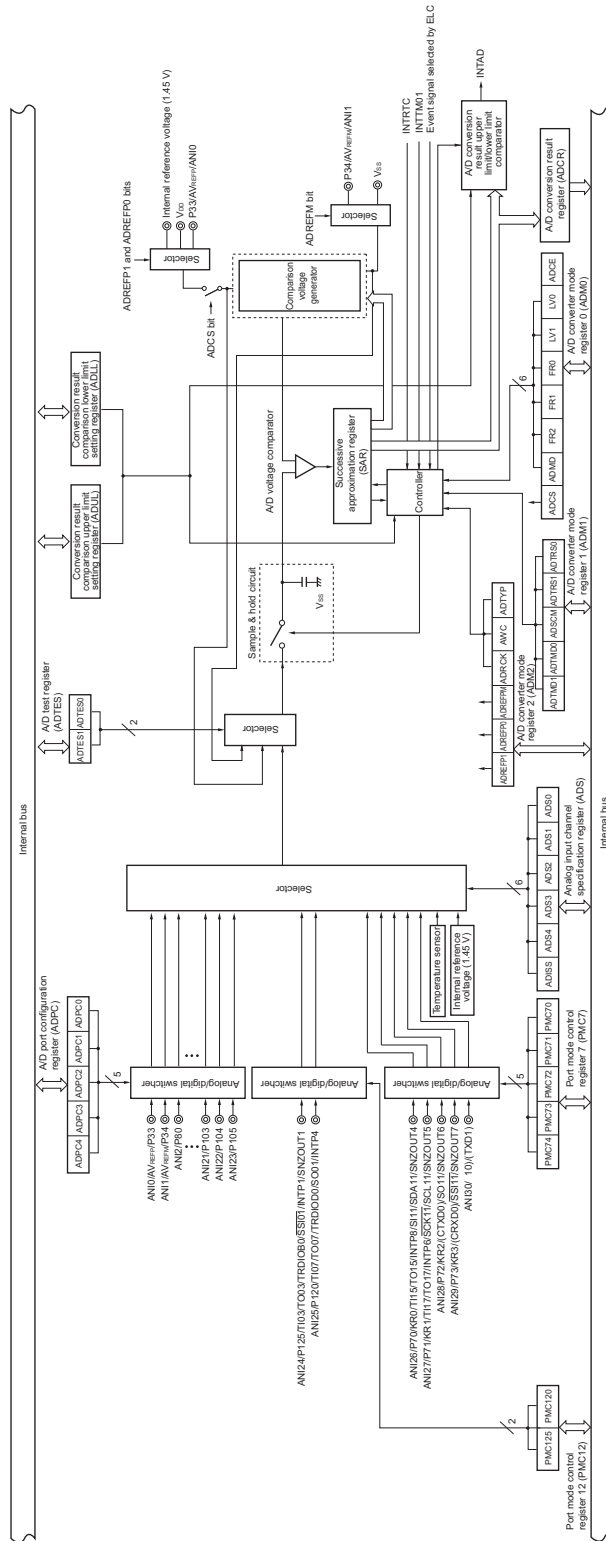 Internal bus
A/D port configuration
register (ADPC)
ADPC4
ADPC3
ADPC2
ADPC1
ADPC0
5
ANI0/AVREFP/P33
ANI1/AVREFM/P34
ANI2/P80
ANI21/P103
ANI22/P104
ANI23/P105
Analog/digital switcher
ANI24/P125/TI03/TO03/TRDIOB0/SSI01/INTP1/SNZOUT1
ANI25/P120/TI07/TO07/TRDIOD0/SO01/INTP4
Analog/digital switcher
ANI26/P70/KR0/TI15/TO15/INTP8/SI11/SDA11/SNZOUT4
ANI27/P71/KR1/TI17/TO17/INTP6/SCK11/SCL11/SNZOUT5
ANI28/P72/KR2/(CTXD0)/SO11/SNZOUT6
ANI29/P73/KR3/(CRXD0)/SSI11/SNZOUT7
ANI30/ 10)/(TXD1)
Analog/digital switcher
Selector
Temperature sensor
Internal reference
voltage (1.45 V)
2
PMC125
PMC120
Port mode control
register 12 (PMC12)
5
PMC74
PMC73
PMC72
PMC71
PMC70
Port mode control
register 7 (PMC7)
6
ADISS
ADS4
ADS3
ADS2
ADS1
ADS0
Analog input channel
specification register (ADS)
A/D test register
(ADTES)
ADTES1
ADTES0
2
Selector
Sample & hold circuit
VSS
Conversion result
comparison upper limit
setting register (ADUL)
Conversion result
comparison lower limit
setting register (ADLL)
A/D voltage comparator
ADCS bit
ADREFP1 and ADREFP0 bits
Selector
Internal reference voltage (1.45 V)
VDD
P33/AVREFP/ANI0
Comparison
voltage
generator
ADREFM bit
Selector
P34/AVREFM/ANI1
VSS
Successive
approximation register
(SAR)
Controller
INTRTC
INTTM01
Event signal selected by ELC
A/D conversion
result upper
limit/lower limit
comparator
INTAD
A/D conversion result
register (ADCR)
ADREFP1
ADREFP0
ADREFPM
ADRCK
AWC
ADTYP
A/D converter mode
register 2 (ADM2)
ADTMD1
ADTMD0
ADSCM
ADTRS1
ADTRS0
A/D converter mode
register 1 (ADM1)
6
ADCS
ADMD
FR2
FR1
FR0
LV1
LV0
ADCE
A/D converter mode
register 0 (ADM0)
Internal bus